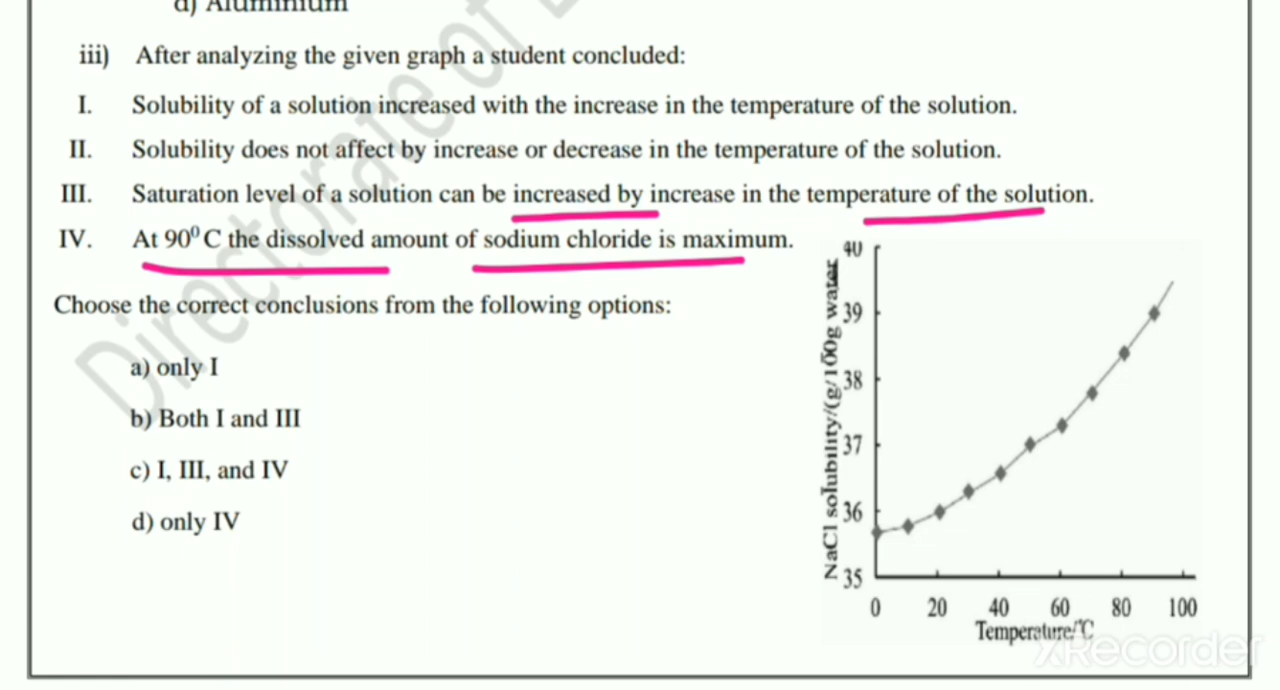 d) Aluminium
iii) After analyzing the given graph a student concluded:
I. Solubility of a solution increased with the increase in the temperature of the solution.
II. Solubility does not affect by increase or decrease in the temperature of the solution.
III. Saturation level of a solution can be increased by increase in the temperature of the solution.
IV. At 90⁰ C the dissolved amount of sodium chloride is maximum.
Choose the correct conclusions from the following options:
a) only I
b) Both I and III
c) I, III, and IV
d) only IV
NaCl solubility/(g/100g water
40
39
38
37
36
35
0 20 40 60 80 100
Temperature/°C
Directorate of
XRecorder